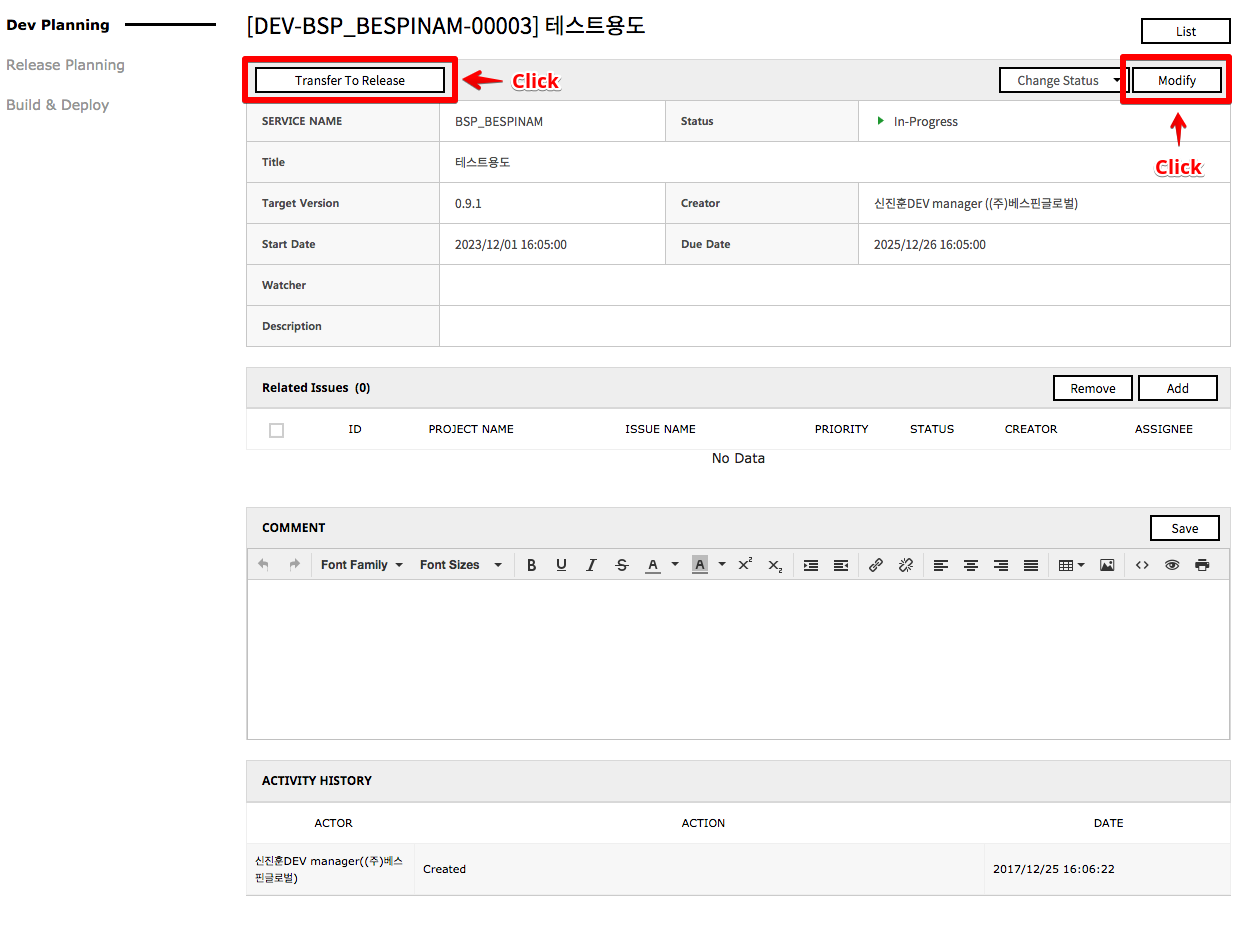 Dev Planning
Release Planning
Build & Deploy
[DEV-BSP_BESPINAM-00003] 테스트용도
List
Transfer To Release
Click
Change Status
Modify
Click
SERVICE NAME BSP_BESPINAM Status In-Progress
Title 테스트용도
Target Version 0.9.1 Creator 신진훈DEV manager ((주)베스핀글로벌)
Start Date 2023/12/01 16:05:00 Due Date 2025/12/26 16:05:00
Watcher
Description
Related Issues (0) Remove Add
ID PROJECT NAME ISSUE NAME PRIORITY STATUS CREATOR ASSIGNEE
No Data
COMMENT Save
Font Family Font Sizes B U I S A A X² X₂
ACTIVITY HISTORY
ACTOR ACTION DATE
신진훈DEV manager((주)베스
핀글로벌)
Created
2017/12/25 16:06:22